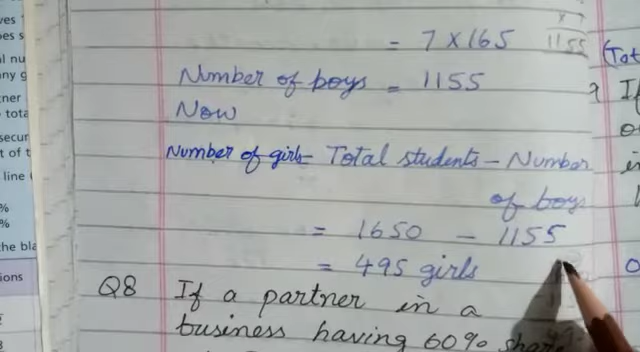 = 7 x 165 1155
Number of boys = 1155
Now
Number of girls = Total students - Number
of boys
= 1650 - 1155
= 495 girls
Q8 If a partner in a
business having 60% share